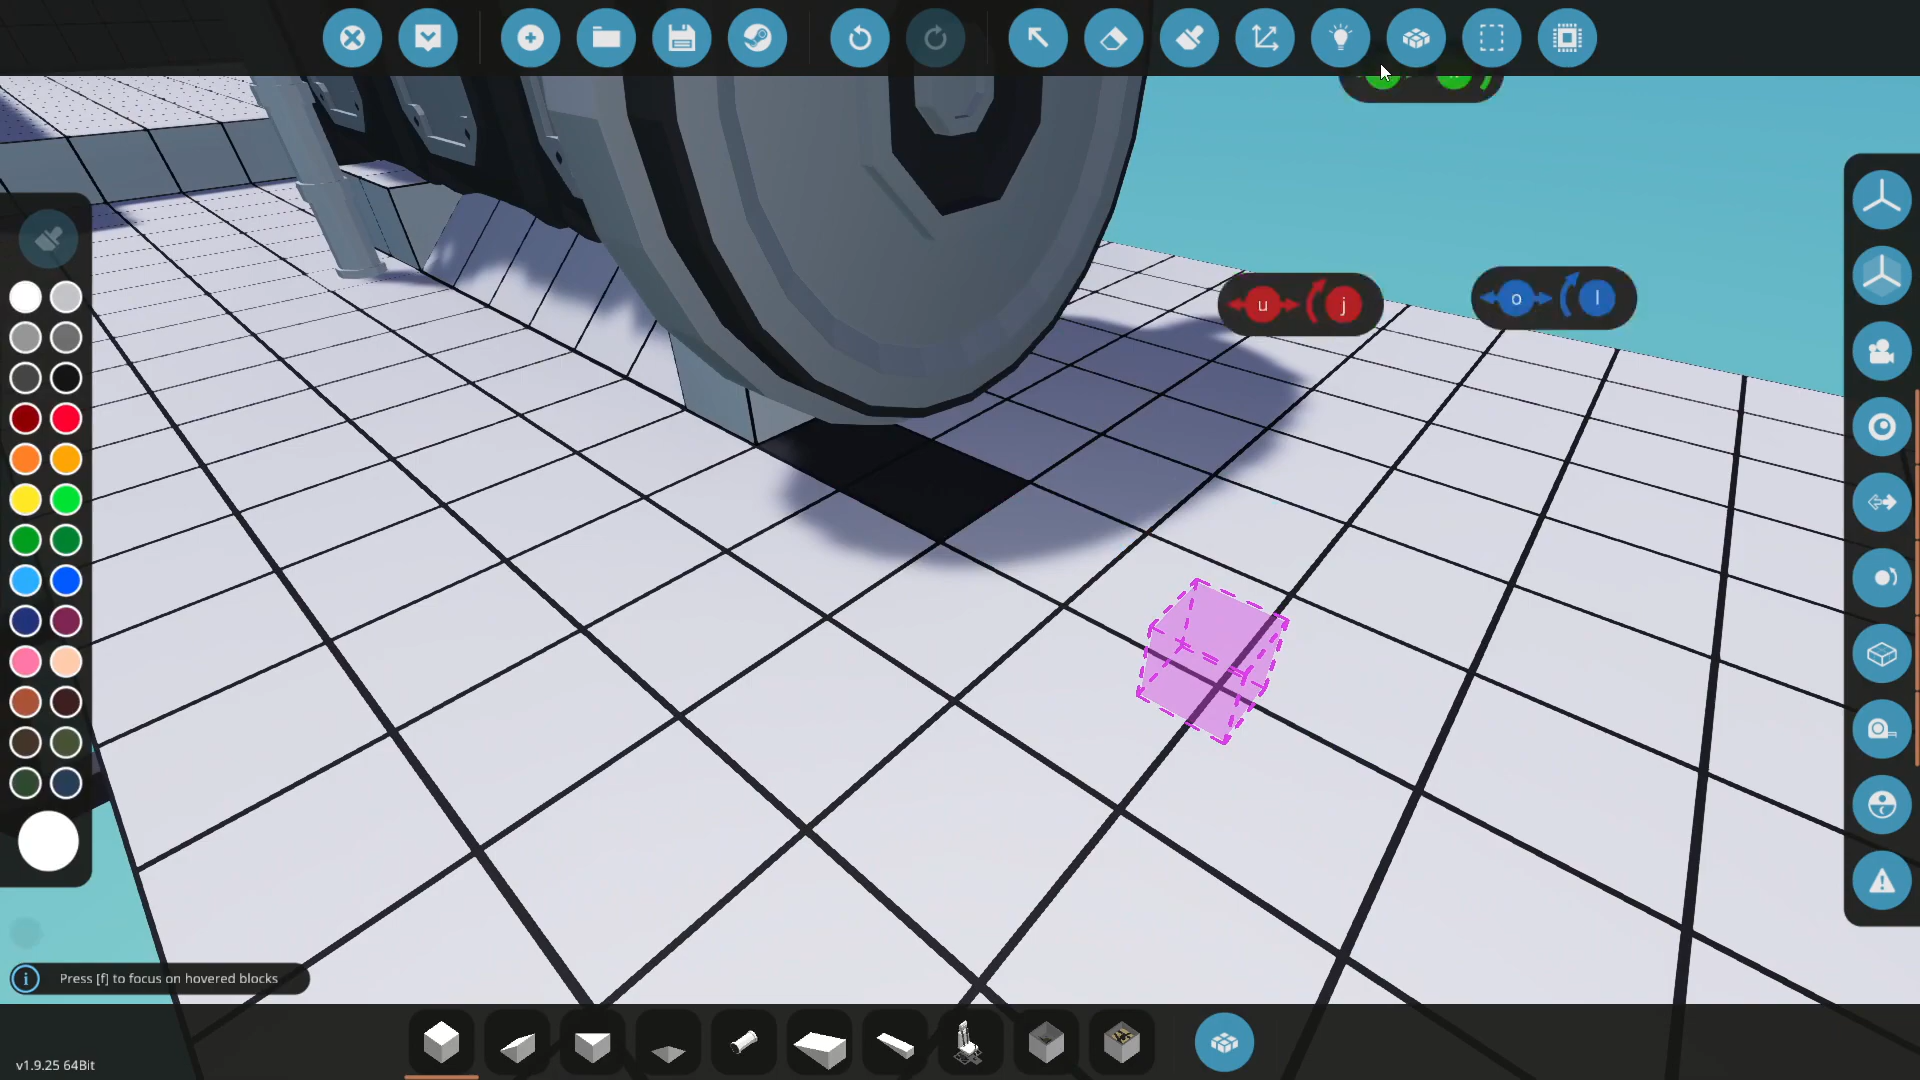 u
j
o
l
Press [f] to focus on hovered blocks
v1.9.25 64Bit